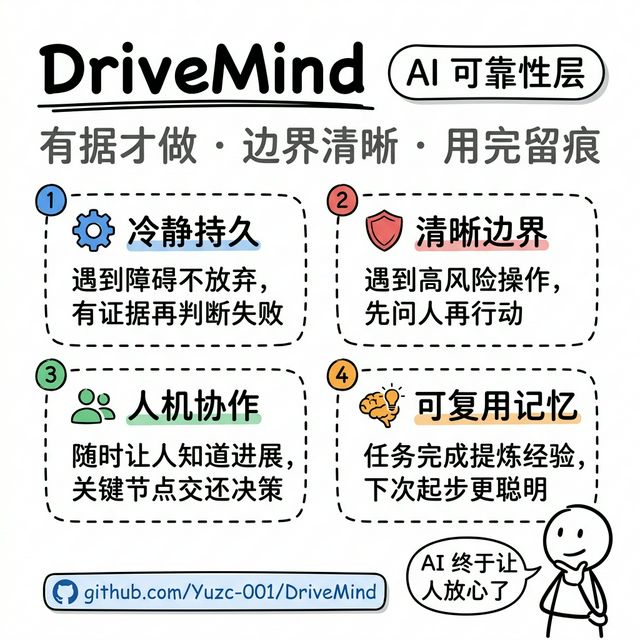 DriveMind
AI 可靠性层
有据才做 · 边界清晰 · 用完留痕
1
冷静持久
遇到障碍不放弃，
有证据再判断失败
2
清晰边界
遇到高风险操作，
先问人再行动
3
人机协作
随时让人知道进展，
关键节点交还决策
4
可复用记忆
任务完成提炼经验，
下次起步更聪明
github.com/Yuzc-001/DriveMind
AI 终于让
人放心了